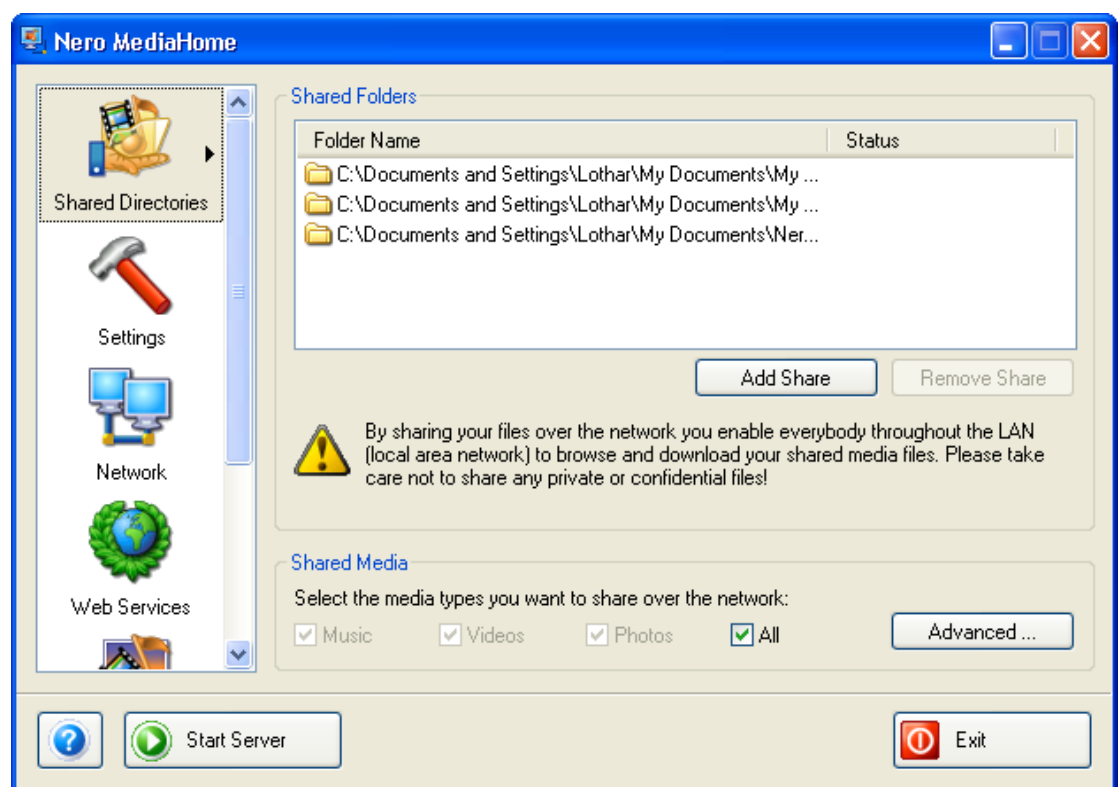 Nero MediaHome
Shared Directories
Settings
Network
Web Services
Shared Folders
Folder Name Status
C:\Documents and Settings\Lothar\My Documents\My ...
C:\Documents and Settings\Lothar\My Documents\My ...
C:\Documents and Settings\Lothar\My Documents\Ner...
Add Share Remove Share
By sharing your files over the network you enable everybody throughout the LAN
(local area network) to browse and download your shared media files. Please take
care not to share any private or confidential files!
Shared Media
Select the media types you want to share over the network:
Music Videos Photos All Advanced ...
? Start Server Exit